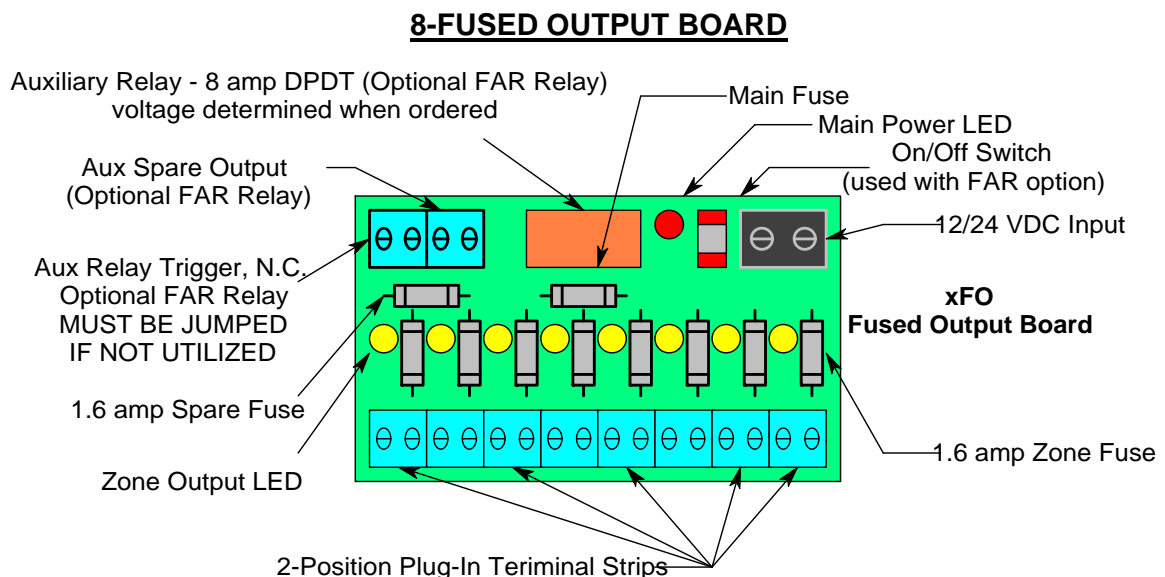 8-FUSED OUTPUT BOARD
Auxiliary Relay - 8 amp DPDT (Optional FAR Relay)
voltage determined when ordered
Main Fuse
Main Power LED
On/Off Switch
(used with FAR option)
Aux Spare Output
(Optional FAR Relay)
12/24 VDC Input
Aux Relay Trigger, N.C.
Optional FAR Relay
MUST BE JUMPED
IF NOT UTILIZED
xFO
Fused Output Board
1.6 amp Spare Fuse
1.6 amp Zone Fuse
Zone Output LED
2-Position Plug-In Teriminal Strips